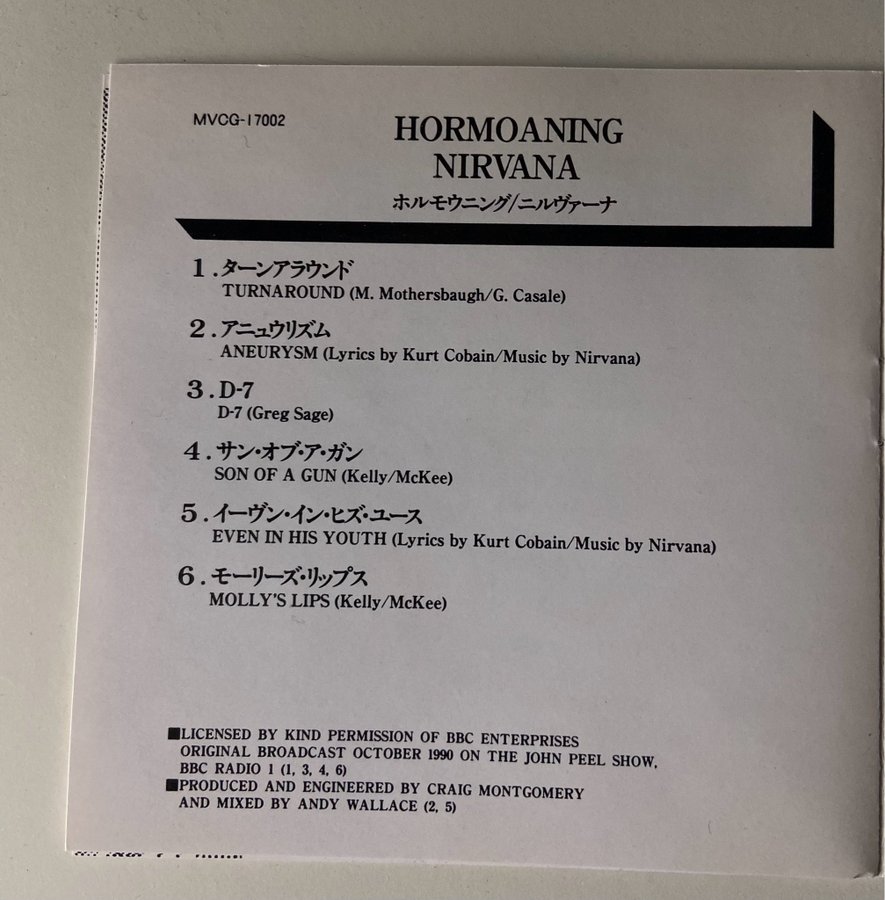 MVCG-17002
HORMOANING
NIRVANA
ホルモウニング/ニルヴァーナ
1.ターンアラウンド
TURNAROUND (M. Mothersbaugh/G. Casale)
2.アニュウリズム
ANEURYSM (Lyrics by Kurt Cobain/Music by Nirvana)
3.D-7
D-7 (Greg Sage)
4.サン・オブ・ア・ガン
SON OF A GUN (Kelly/McKee)
5.イーヴン・イン・ヒズ・ユース
EVEN IN HIS YOUTH (Lyrics by Kurt Cobain/Music by Nirvana)
6.モーリーズ・リップス
MOLLY'S LIPS (Kelly/McKee)
■LICENSED BY KIND PERMISSION OF BBC ENTERPRISES
ORIGINAL BROADCAST OCTOBER 1990 ON THE JOHN PEEL SHOW,
BBC RADIO 1 (1, 3, 4, 6)
■PRODUCED AND ENGINEERED BY CRAIG MONTGOMERY
AND MIXED BY ANDY WALLACE (2, 5)